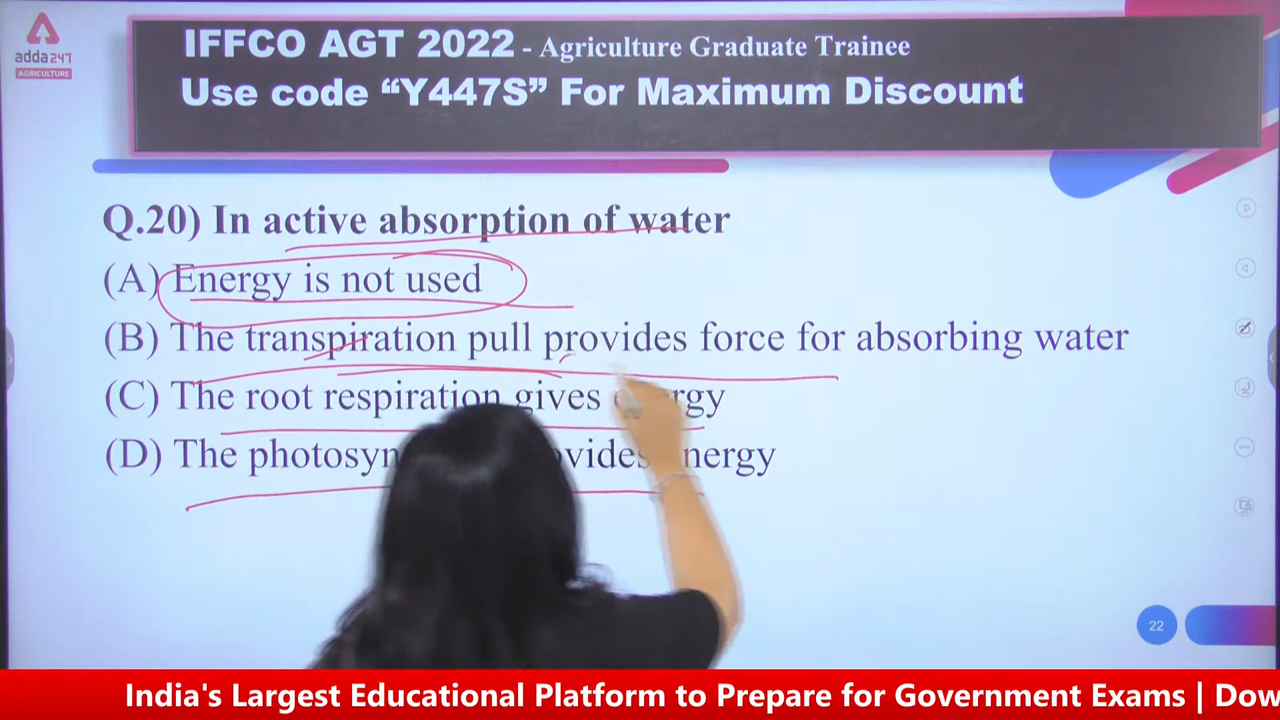 adda247
AGRICULTURE
IFFCO AGT 2022 - Agriculture Graduate Trainee
Use code “Y447S” For Maximum Discount
Q.20) In active absorption of water
(A) Energy is not used
(B) The transpiration pull provides force for absorbing water
(C) The root respiration gives
(D) The
22
India's Largest Educational Platform to Prepare for Government Exams |